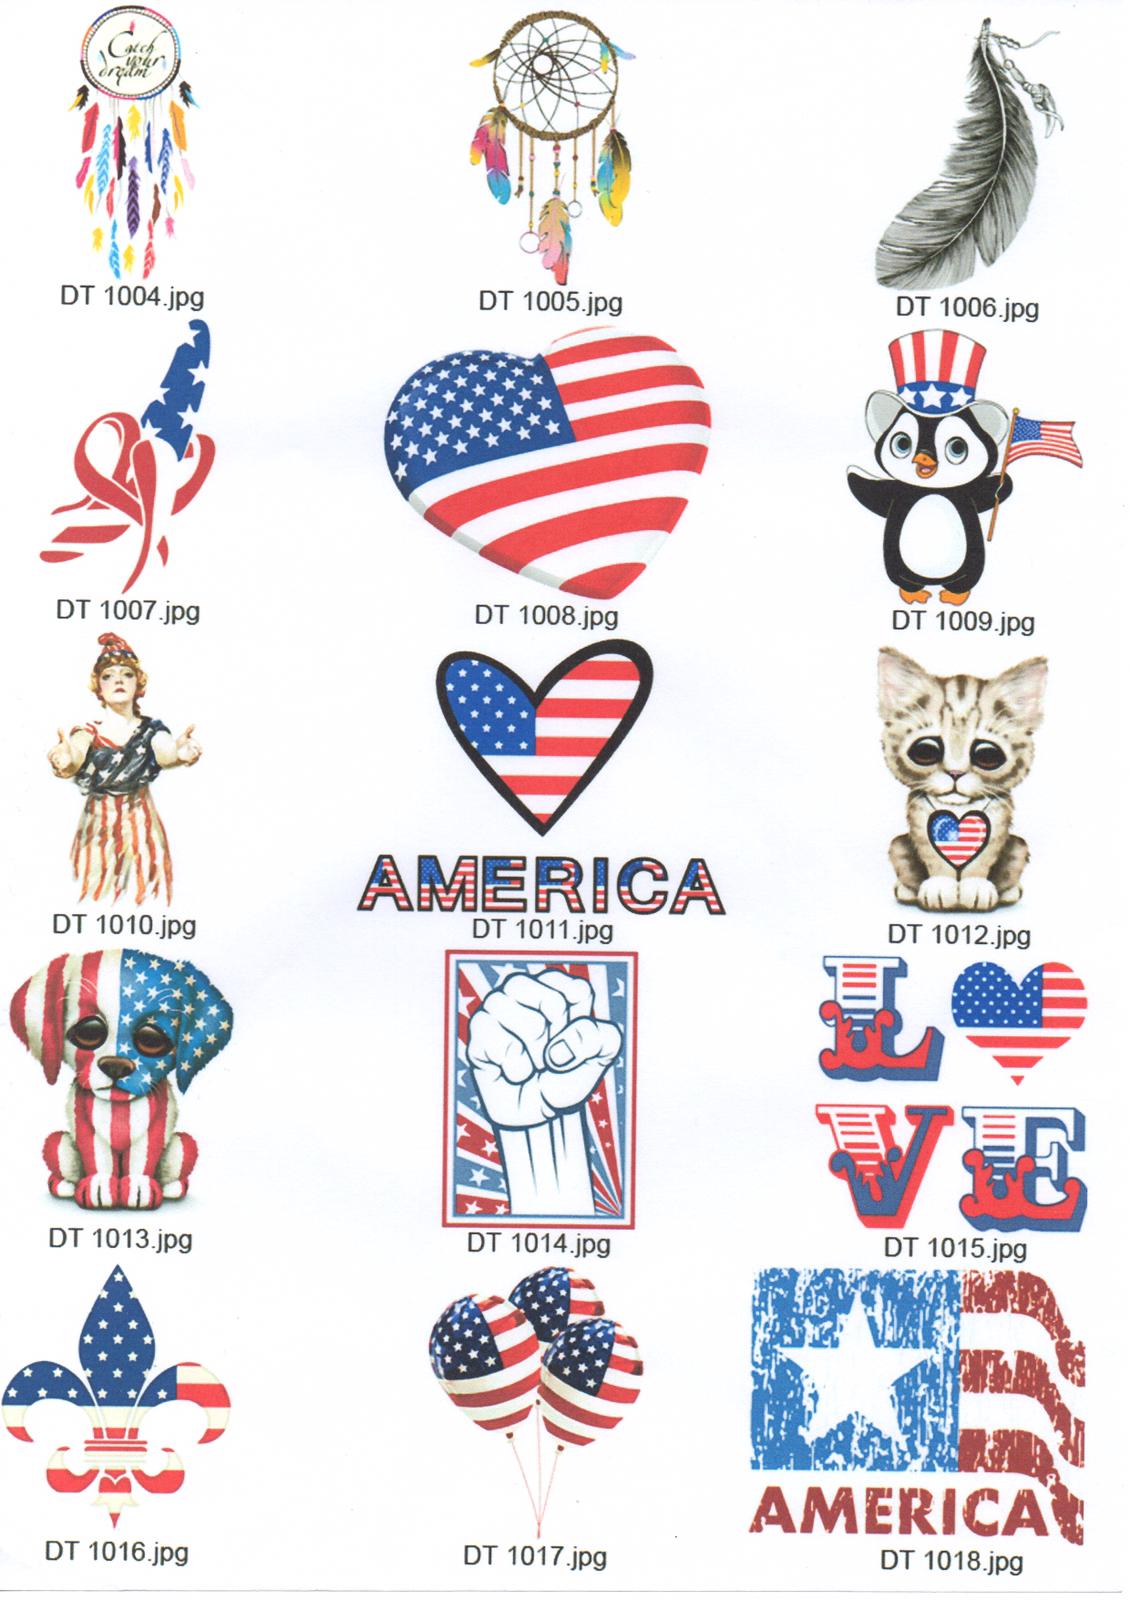 Catch
your
dream
DT 1004.jpg
DT 1005.jpg
DT 1006.jpg
DT 1007.jpg
DT 1008.jpg
DT 1009.jpg
AMERICA
DT 1010.jpg
DT 1011.jpg
DT 1012.jpg
L
VE
DT 1013.jpg
DT 1014.jpg
DT 1015.jpg
AMERICA
DT 1016.jpg
DT 1017.jpg
DT 1018.jpg